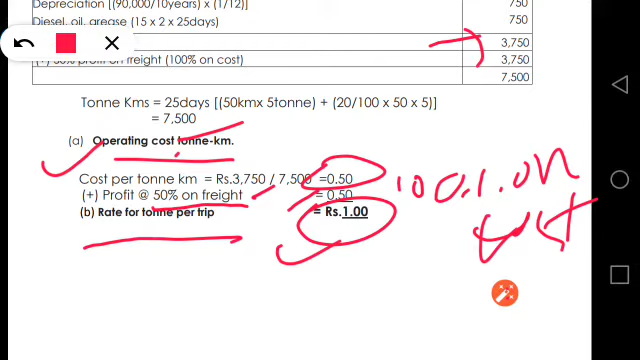 Depreciation [(90,000/10years) x (1/12)] 750
Diesel, oil, grease (15 x 2 x 25days) 750
3,750
(+) 50% profit on freight (100% on cost) 3,750
7,500
Tonne Kms = 25days [(50kmx 5tonne) + (20/100 x 50 x 5)]
= 7,500
(a) Operating cost tonne-km.
Cost per tonne km = Rs.3,750 / 7,500 =0.50
(+) Profit @ 50% on freight = 0.50
(b) Rate for tonne per trip = Rs.1.00
100.1.on
cost